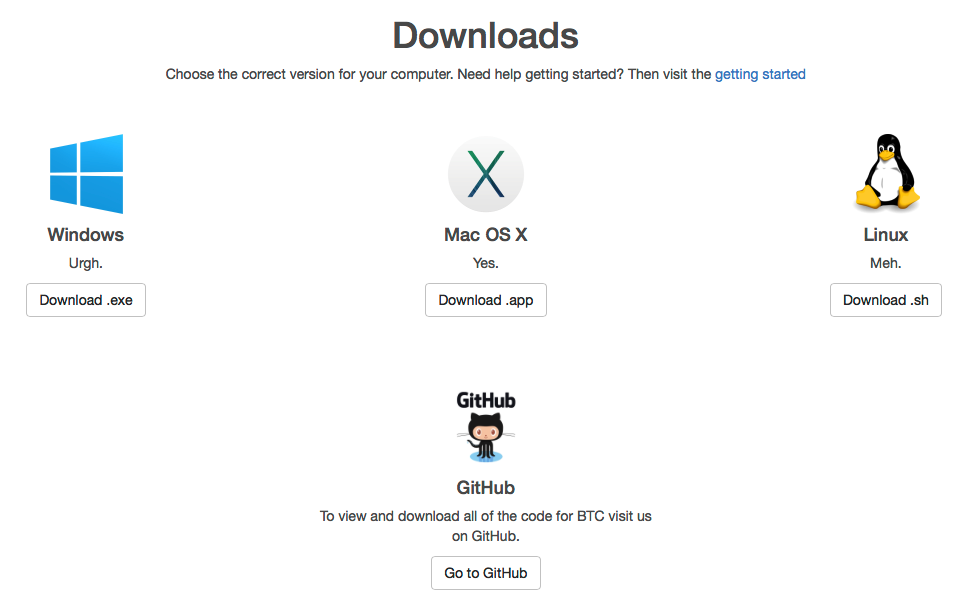 Downloads
Choose the correct version for your computer. Need help getting started? Then visit the getting started
Windows
Urgh.
Download .exe
Mac OS X
Yes.
Download .app
Linux
Meh.
Download .sh
GitHub
GitHub
To view and download all of the code for BTC visit us
on GitHub.
Go to GitHub